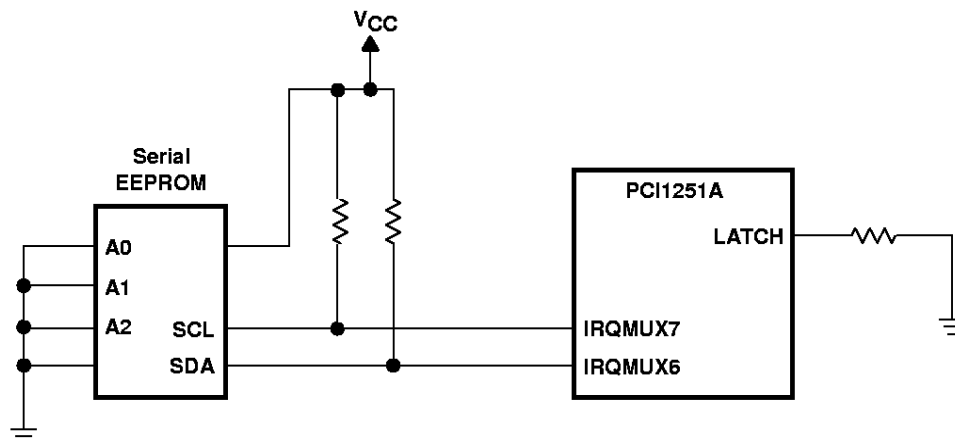 VCC
Serial
EEPROM
A0
A1
A2
SCL
SDA
PCI1251A
LATCH
IRQMUX7
IRQMUX6